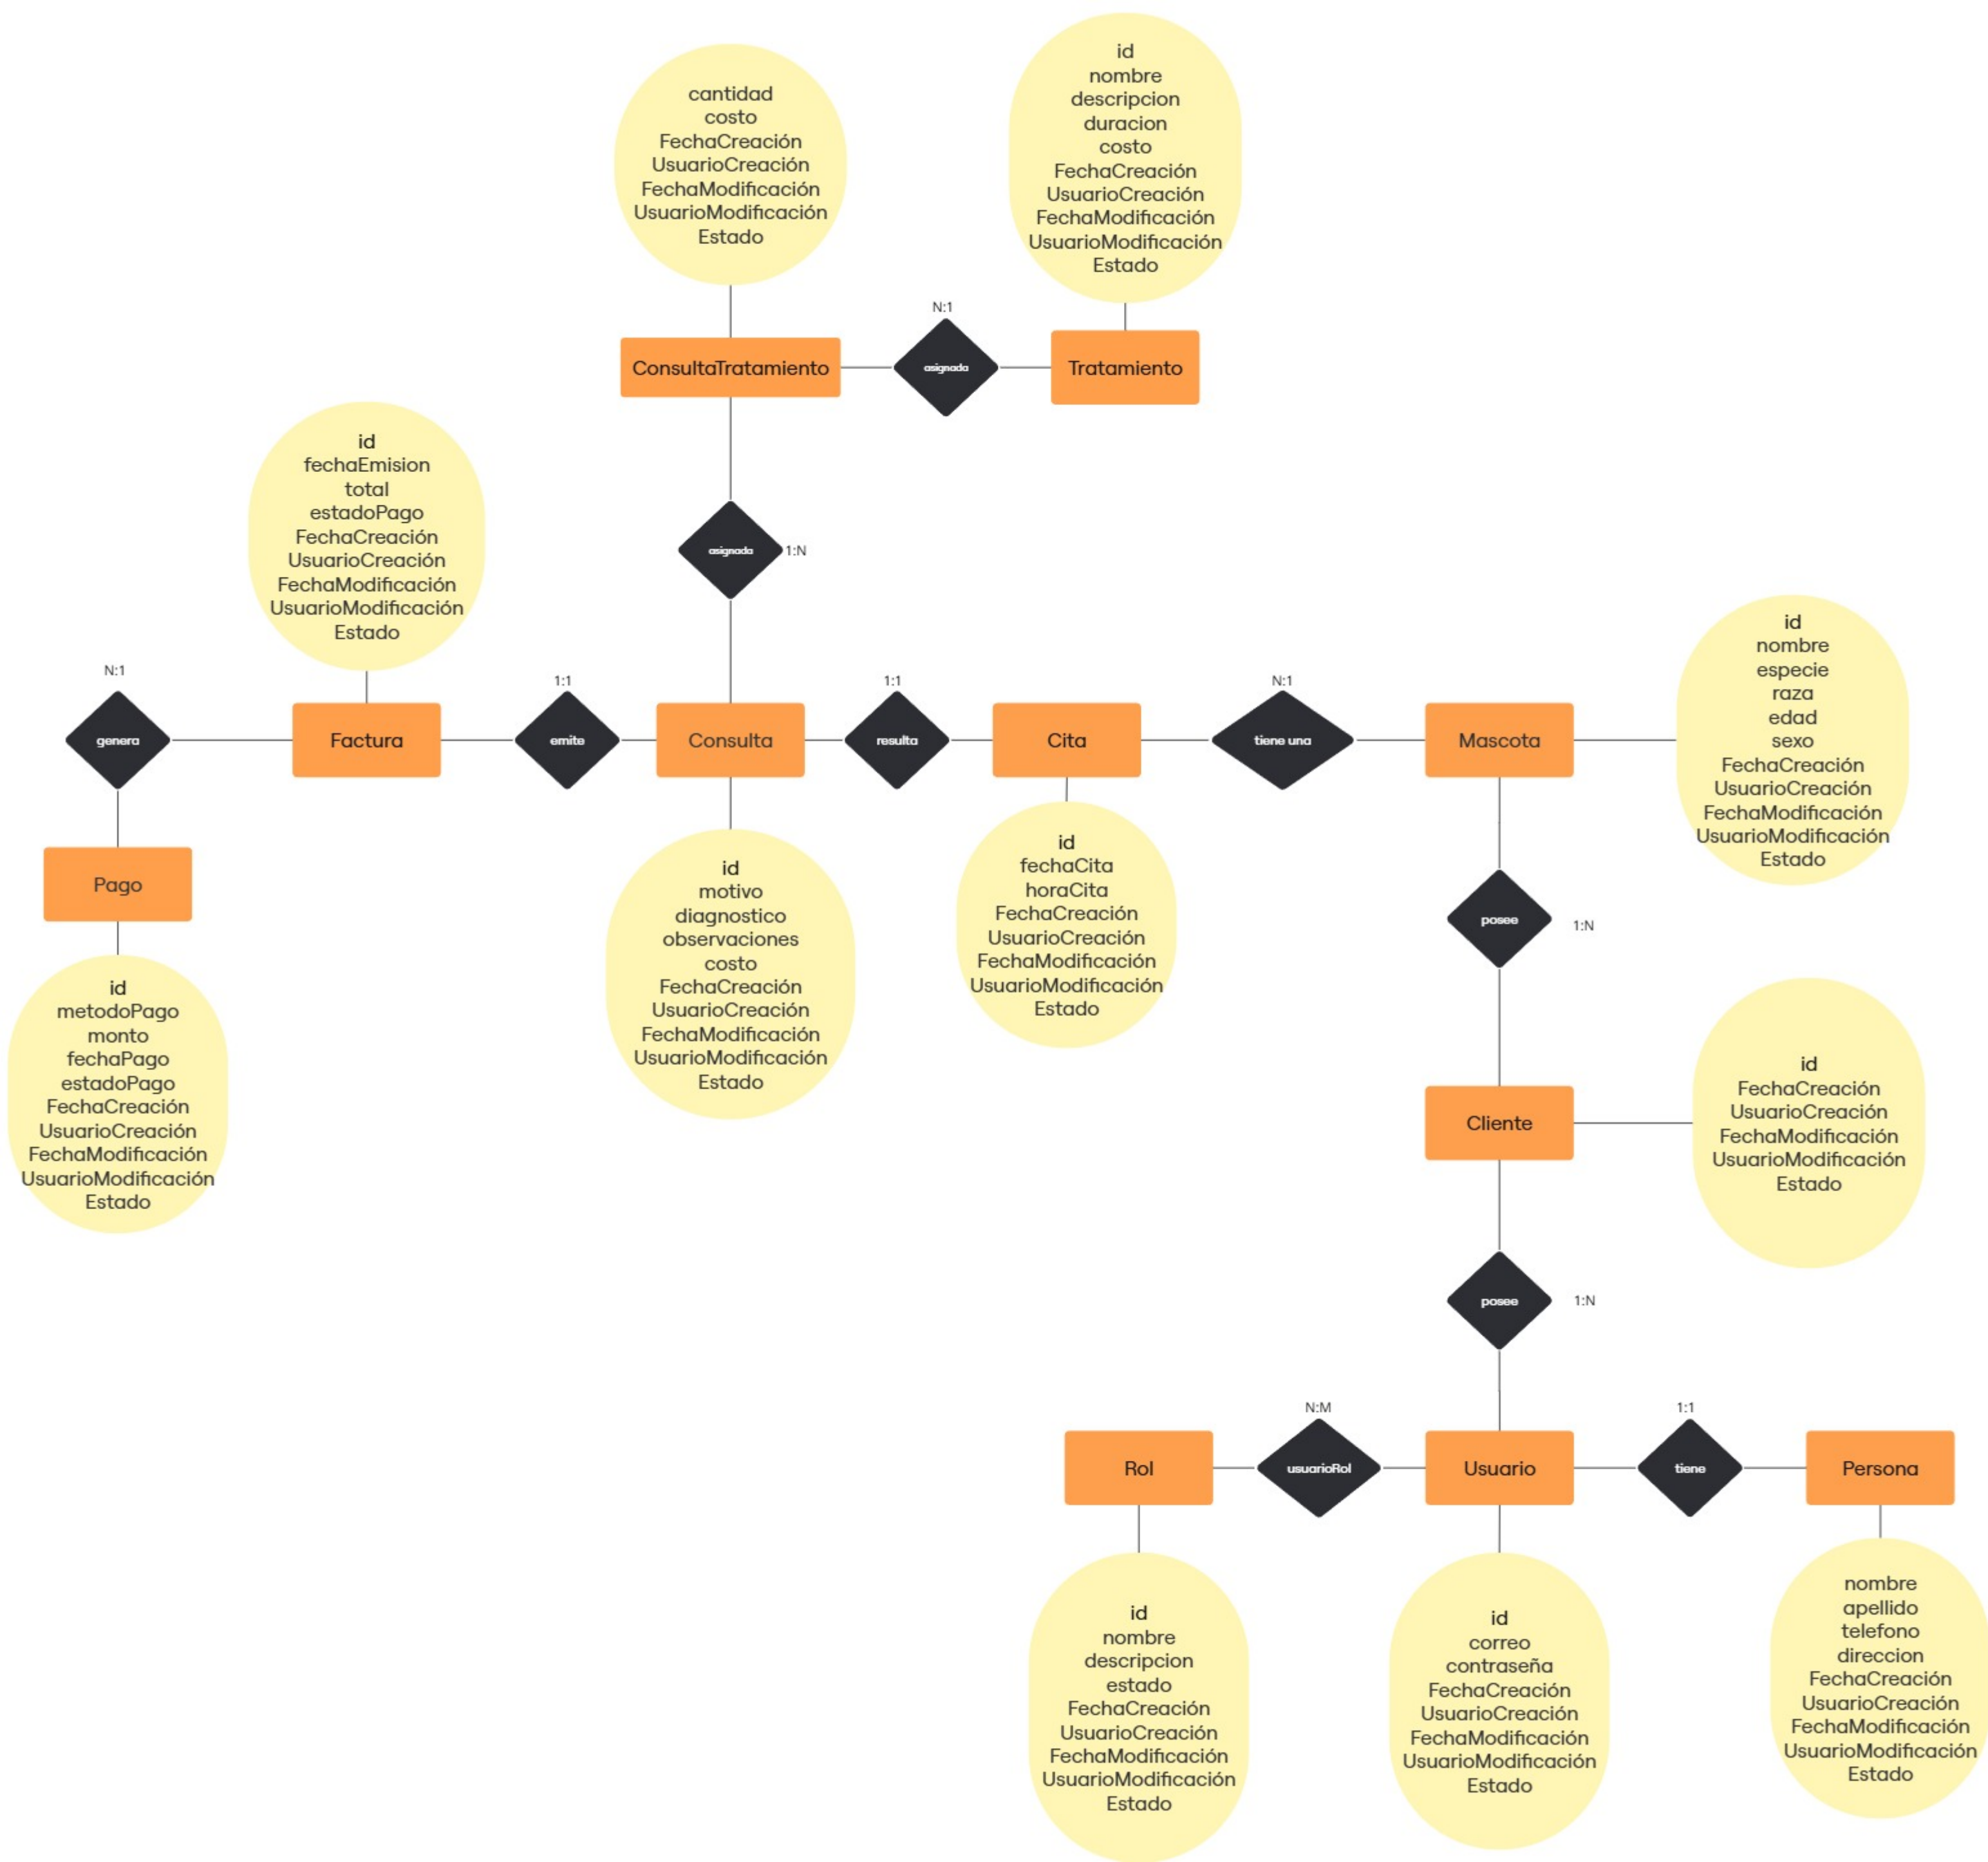 cantidad
costo
FechaCreación
UsuarioCreación
FechaModificación
UsuarioModificación
Estado
id
nombre
descripcion
duracion
costo
FechaCreación
UsuarioCreación
FechaModificación
UsuarioModificación
Estado
N:1
ConsultaTratamiento
asignada
Tratamiento
id
fechaEmision
total
estadoPago
FechaCreación
UsuarioCreación
FechaModificación
UsuarioModificación
Estado
asignada
1:N
id
nombre
especie
raza
edad
sexo
FechaCreación
UsuarioCreación
FechaModificación
UsuarioModificación
Estado
N:1
1:1
1:1
N:1
genera
Factura
emite
Consulta
resulta
Cita
tiene una
Mascota
Pago
id
metodoPago
monto
fechaPago
estadoPago
FechaCreación
UsuarioCreación
FechaModificación
UsuarioModificación
Estado
id
motivo
diagnostico
observaciones
costo
FechaCreación
UsuarioCreación
FechaModificación
UsuarioModificación
Estado
id
fechaCita
horaCita
FechaCreación
UsuarioCreación
FechaModificación
UsuarioModificación
Estado
posee
1:N
Cliente
id
FechaCreación
UsuarioCreación
FechaModificación
UsuarioModificación
Estado
posee
1:N
N:M
1:1
Rol
usuarioRol
Usuario
tiene
Persona
id
nombre
descripcion
estado
FechaCreación
UsuarioCreación
FechaModificación
UsuarioModificación
Estado
id
correo
contraseña
FechaCreación
UsuarioCreación
FechaModificación
UsuarioModificación
Estado
nombre
apellido
telefono
direccion
FechaCreación
UsuarioCreación
FechaModificación
UsuarioModificación
Estado